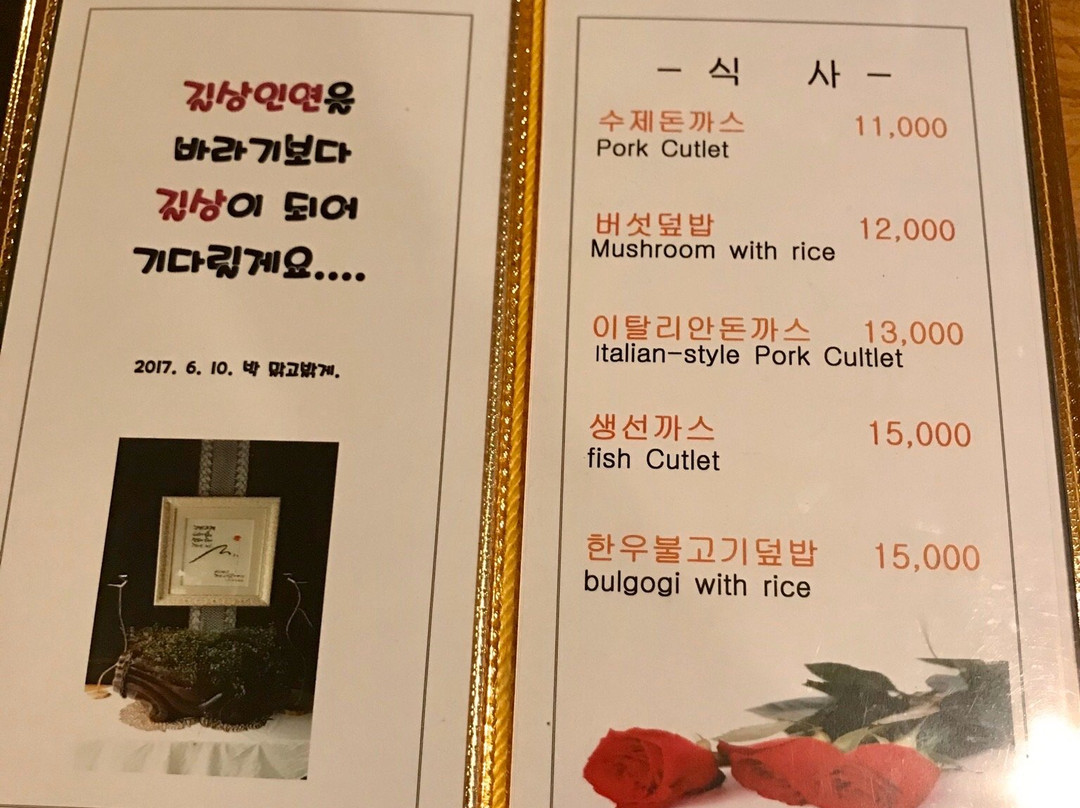 진상인연을
바라기보다
진상이 되어
기다릴게요....
2017. 6. 10. 박 맑고밝게.
- 식 사 -
수제돈까스 11,000
Pork Cutlet
버섯덮밥 12,000
Mushroom with rice
이탈리안돈까스 13,000
Italian-style Pork Cultlet
생선까스 15,000
fish Cutlet
한우불고기덮밥 15,000
bulgogi with rice